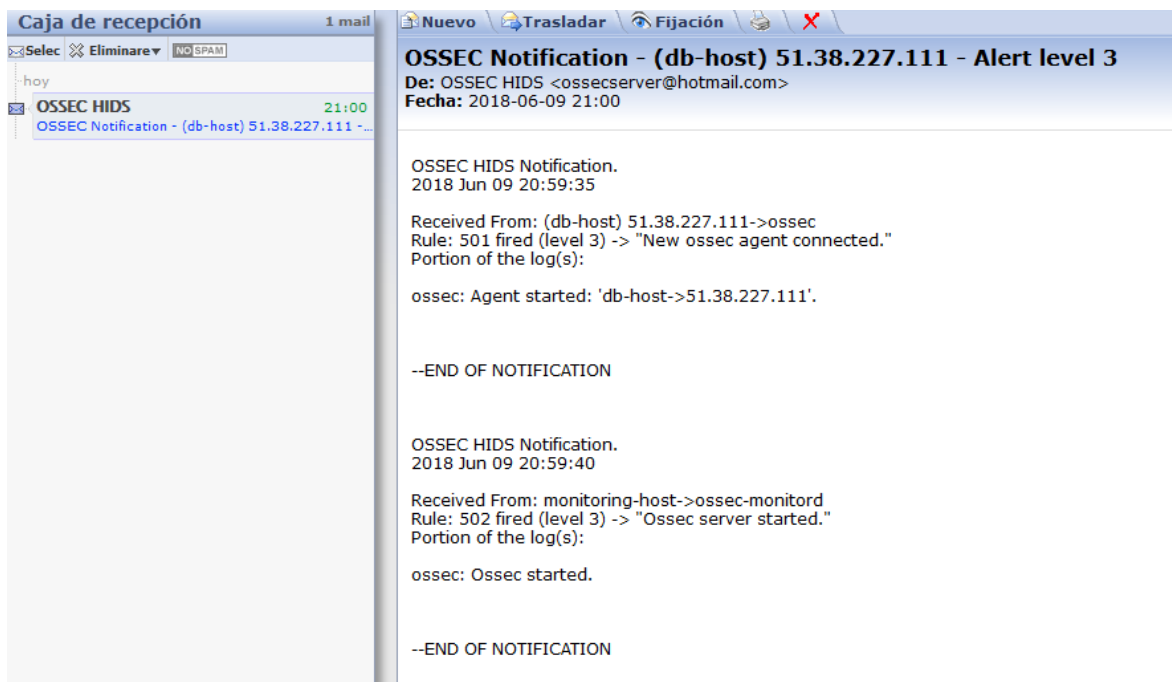 Caja de recepción 1 mail
Selec Eliminare▾ NO SPAM
hoy
OSSEC HIDS 21:00
OSSEC Notification - (db-host) 51.38.227.111 -...
Nuevo Trasladar Fijación
OSSEC Notification - (db-host) 51.38.227.111 - Alert level 3
De: OSSEC HIDS <ossecserver@hotmail.com>
Fecha: 2018-06-09 21:00
OSSEC HIDS Notification.
2018 Jun 09 20:59:35
Received From: (db-host) 51.38.227.111->ossec
Rule: 501 fired (level 3) -> "New ossec agent connected."
Portion of the log(s):
ossec: Agent started: 'db-host->51.38.227.111'.
--END OF NOTIFICATION
OSSEC HIDS Notification.
2018 Jun 09 20:59:40
Received From: monitoring-host->ossec-monitord
Rule: 502 fired (level 3) -> "Ossec server started."
Portion of the log(s):
ossec: Ossec started.
--END OF NOTIFICATION